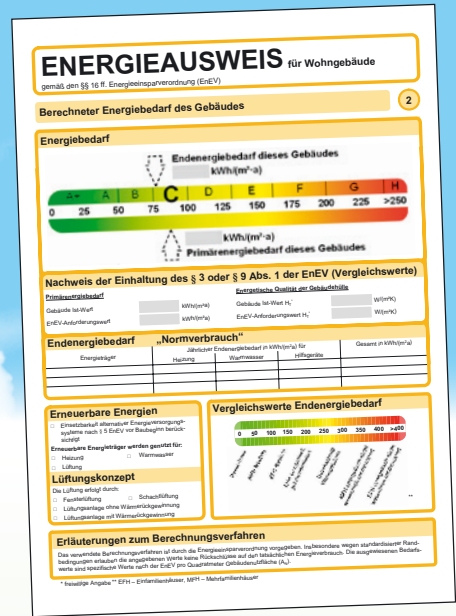 ENERGIEAUSWEIS für Wohngebäude
gemäß den §§ 16 ff. Energieeinsparverordnung (EnEV)
Berechneter Energiebedarf des Gebäudes
2
Energiebedarf
Endenergiebedarf dieses Gebäudes
kWh/(m²·a)
A+ A B C D E F G H
0 25 50 75 100 125 150 175 200 225 >250
kWh/(m²·a)
Primärenergiebedarf dieses Gebäudes
Nachweis der Einhaltung des § 3 oder § 9 Abs. 1 der EnEV (Vergleichswerte)
Primärenergiebedarf
Gebäude Ist-Wert kWh/(m²a)
EnEV-Anforderungswert kWh/(m²a)
Energetische Qualität der Gebäudehülle
Gebäude Ist-Wert H W/(m²K)
EnEV-Anforderungswert H W/(m²K)
Endenergiebedarf „Normverbrauch“
Energieträger
Jährlicher Endenergiebedarf in kWh/(m²a) für
Heizung Warmwasser Hilfsgeräte
Gesamt in kWh/(m²a)
Erneuerbare Energien
□ Einsetzbarkeit alternativer Energieversorgungs-
systeme nach § 5 EnEV vor Baubeginn berück-
sichtigt
Erneuerbare Energieträger werden genutzt für:
□ Heizung □ Warmwasser
□ Lüftung
Lüftungskonzept
Die Lüftung erfolgt durch:
□ Fensterlüftung □ Schachtlüftung
□ Lüftungsanlage ohne Wärmerückgewinnung
□ Lüftungsanlage mit Wärmerückgewinnung
Vergleichswerte Endenergiebedarf
0 50 100 150 200 250 300 350 400 >400
**
Erläuterungen zum Berechnungsverfahren
Das verwendete Berechnungsverfahren ist durch die Energieeinsparverordnung vorgegeben. Insbesondere wegen standardisierter Rand-
bedingungen erlauben die angegebenen Werte keine Rückschlüsse auf den tatsächlichen Energieverbrauch. Die ausgewiesenen Bedarfs-
werte sind spezifische Werte nach der EnEV pro Quadratmeter Gebäudenutzfläche (Aₙ).
* freiwillige Angabe ** EFH – Einfamilienhäuser, MFH – Mehrfamilienhäuser